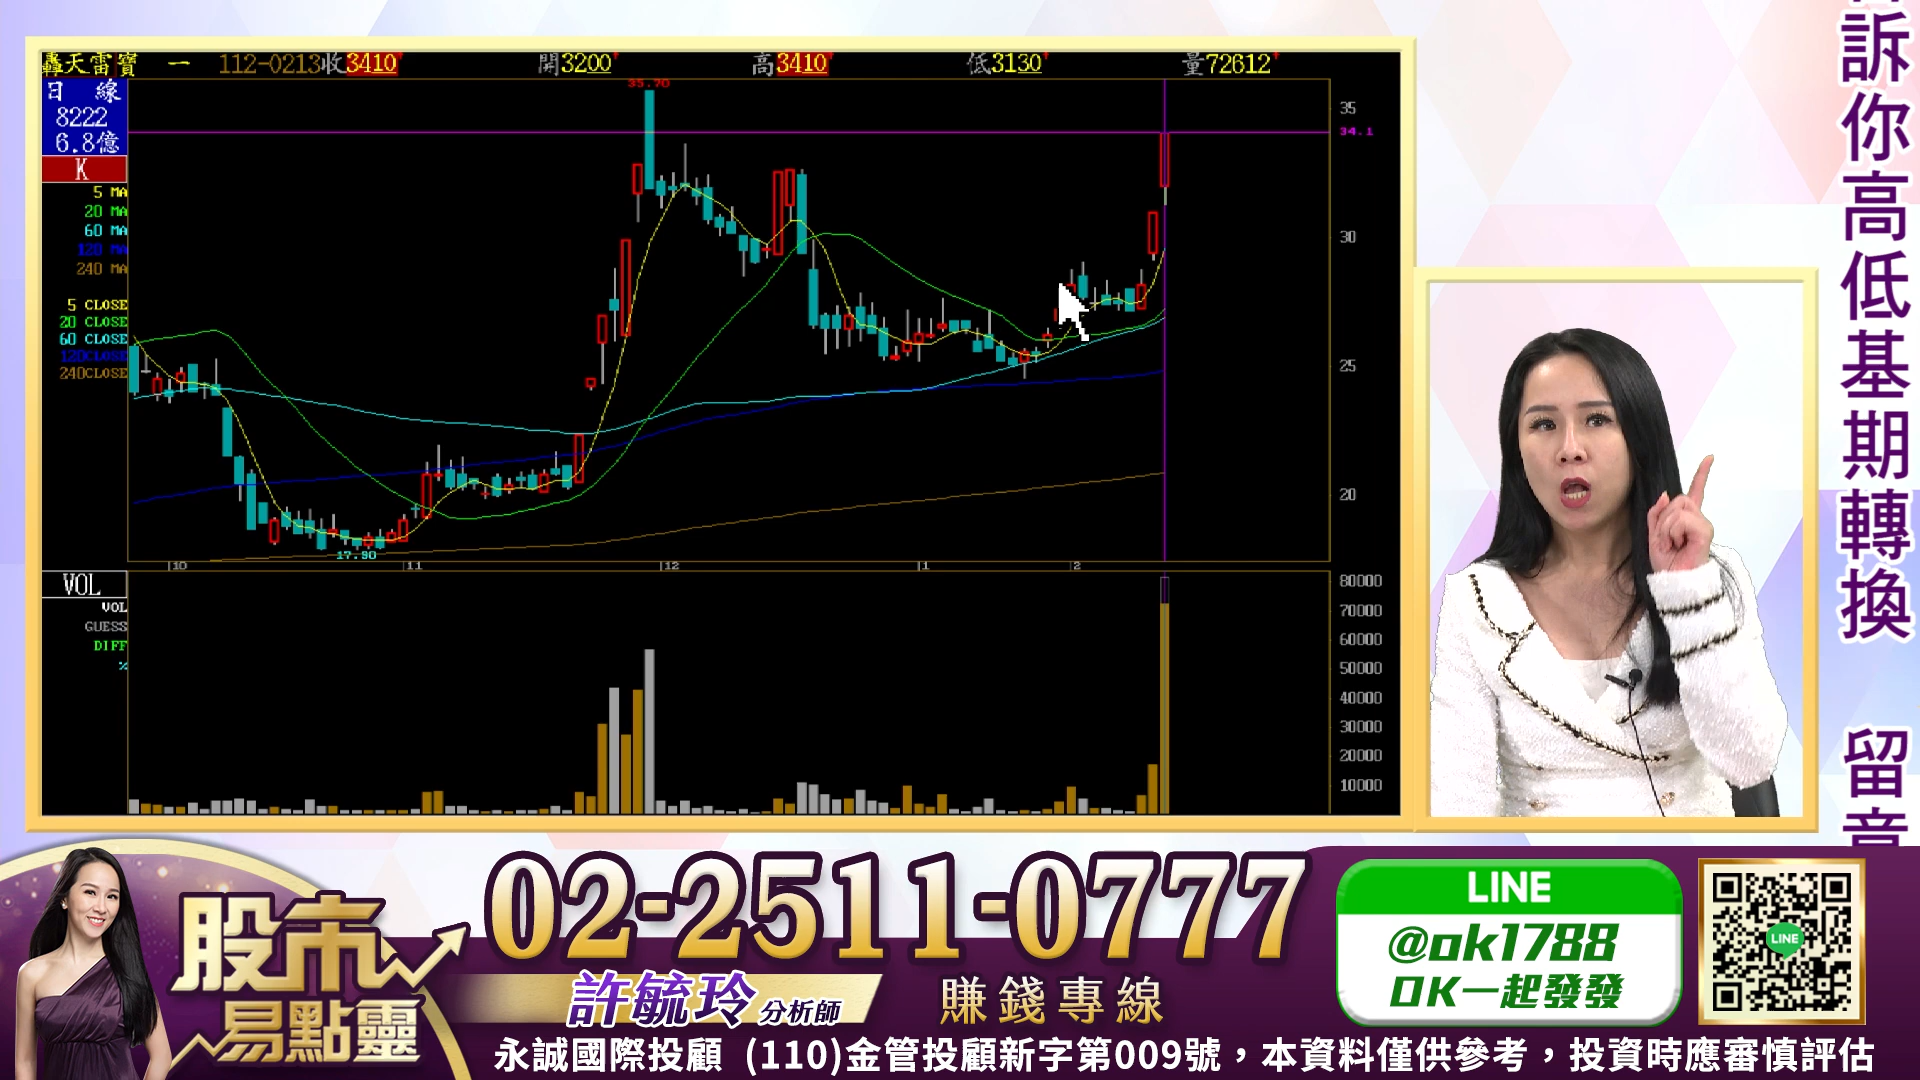 轟天雷寶 一 112-0213收3410 開3200 高3410 低3130 量72612
日 線
8222
6.8億
K
5 MA
20 MA
60 MA
120 MA
240 MA
5 CLOSE
20 CLOSE
60 CLOSE
120CLOSE
240CLOSE
35.70
17.90
35
34.1
30
25
20
10 11 12 1 2
VOL
VOL
GUESS
DIFF
%
80000
70000
60000
50000
40000
30000
20000
10000
訴你高低基期轉換 留意
股市
易點靈
02-2511-0777
許毓玲 分析師
賺錢專線
LINE
@ok1788
OK一起發發
LINE
永誠國際投顧 (110)金管投顧新字第009號，本資料僅供參考，投資時應審慎評估